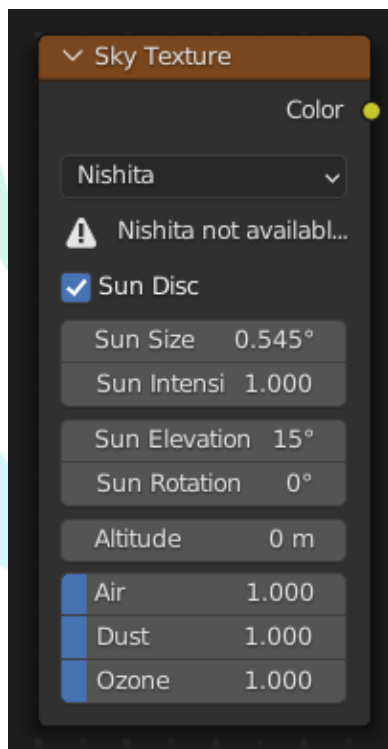 Sky Texture
Color
Nishita
Nishita not availabl...
Sun Disc
Sun Size 0.545°
Sun Intensi 1.000
Sun Elevation 15°
Sun Rotation 0°
Altitude 0 m
Air 1.000
Dust 1.000
Ozone 1.000